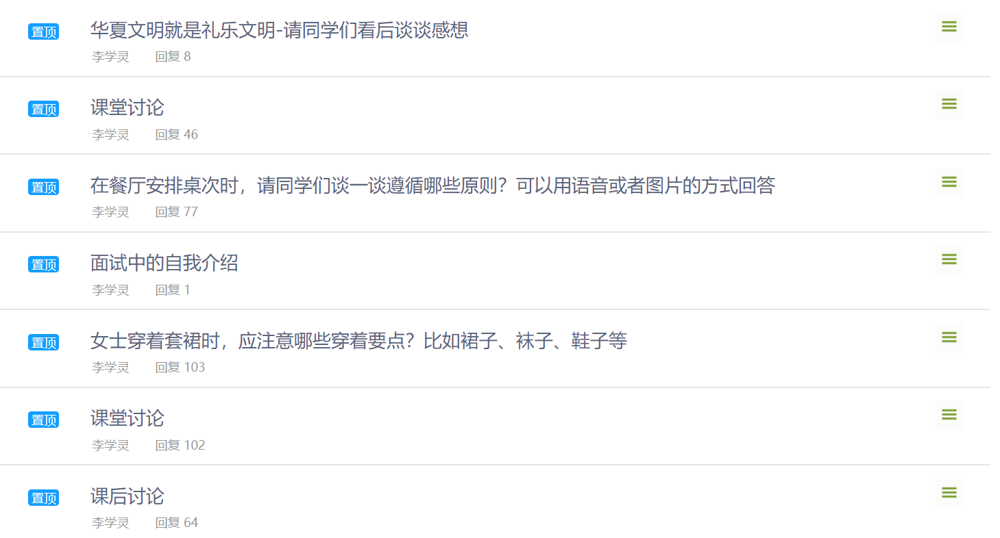 置顶 华夏文明就是礼乐文明-请同学们看后谈谈感想
李学灵 回复 8
置顶 课堂讨论
李学灵 回复 46
置顶 在餐厅安排桌次时，请同学们谈一谈遵循哪些原则？可以用语音或者图片的方式回答
李学灵 回复 77
置顶 面试中的自我介绍
李学灵 回复 1
置顶 女士穿着套裙时，应注意哪些穿着要点？比如裙子、袜子、鞋子等
李学灵 回复 103
置顶 课堂讨论
李学灵 回复 102
置顶 课后讨论
李学灵 回复 64